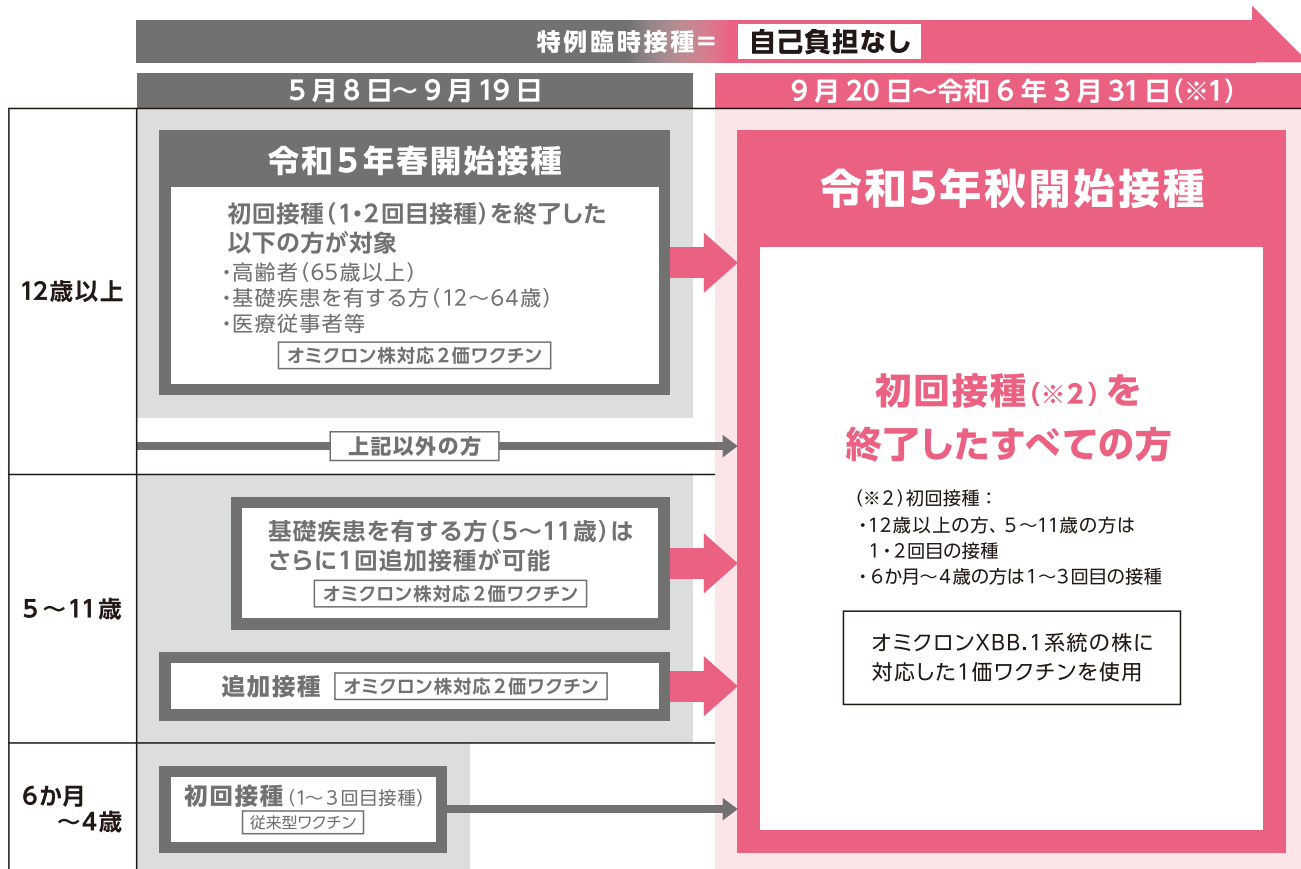 特例臨時接種＝ 自己負担なし
5月8日～9月19日
9月20日～令和6年3月31日(※1)
12歳以上
令和5年春開始接種
初回接種(1・2回目接種)を終了した
以下の方が対象
・高齢者(65歳以上)
・基礎疾患を有する方(12～64歳)
・医療従事者等
オミクロン株対応2価ワクチン
上記以外の方
5～11歳
基礎疾患を有する方(5～11歳)は
さらに1回追加接種が可能
オミクロン株対応2価ワクチン
追加接種 オミクロン株対応2価ワクチン
6か月
～4歳
初回接種(1～3回目接種)
従来型ワクチン
令和5年秋開始接種
初回接種(※2)を
終了したすべての方
(※2)初回接種：
・12歳以上の方、5～11歳の方は
1・2回目の接種
・6か月～4歳の方は1～3回目の接種
オミクロンXBB.1系統の株に
対応した1価ワクチンを使用